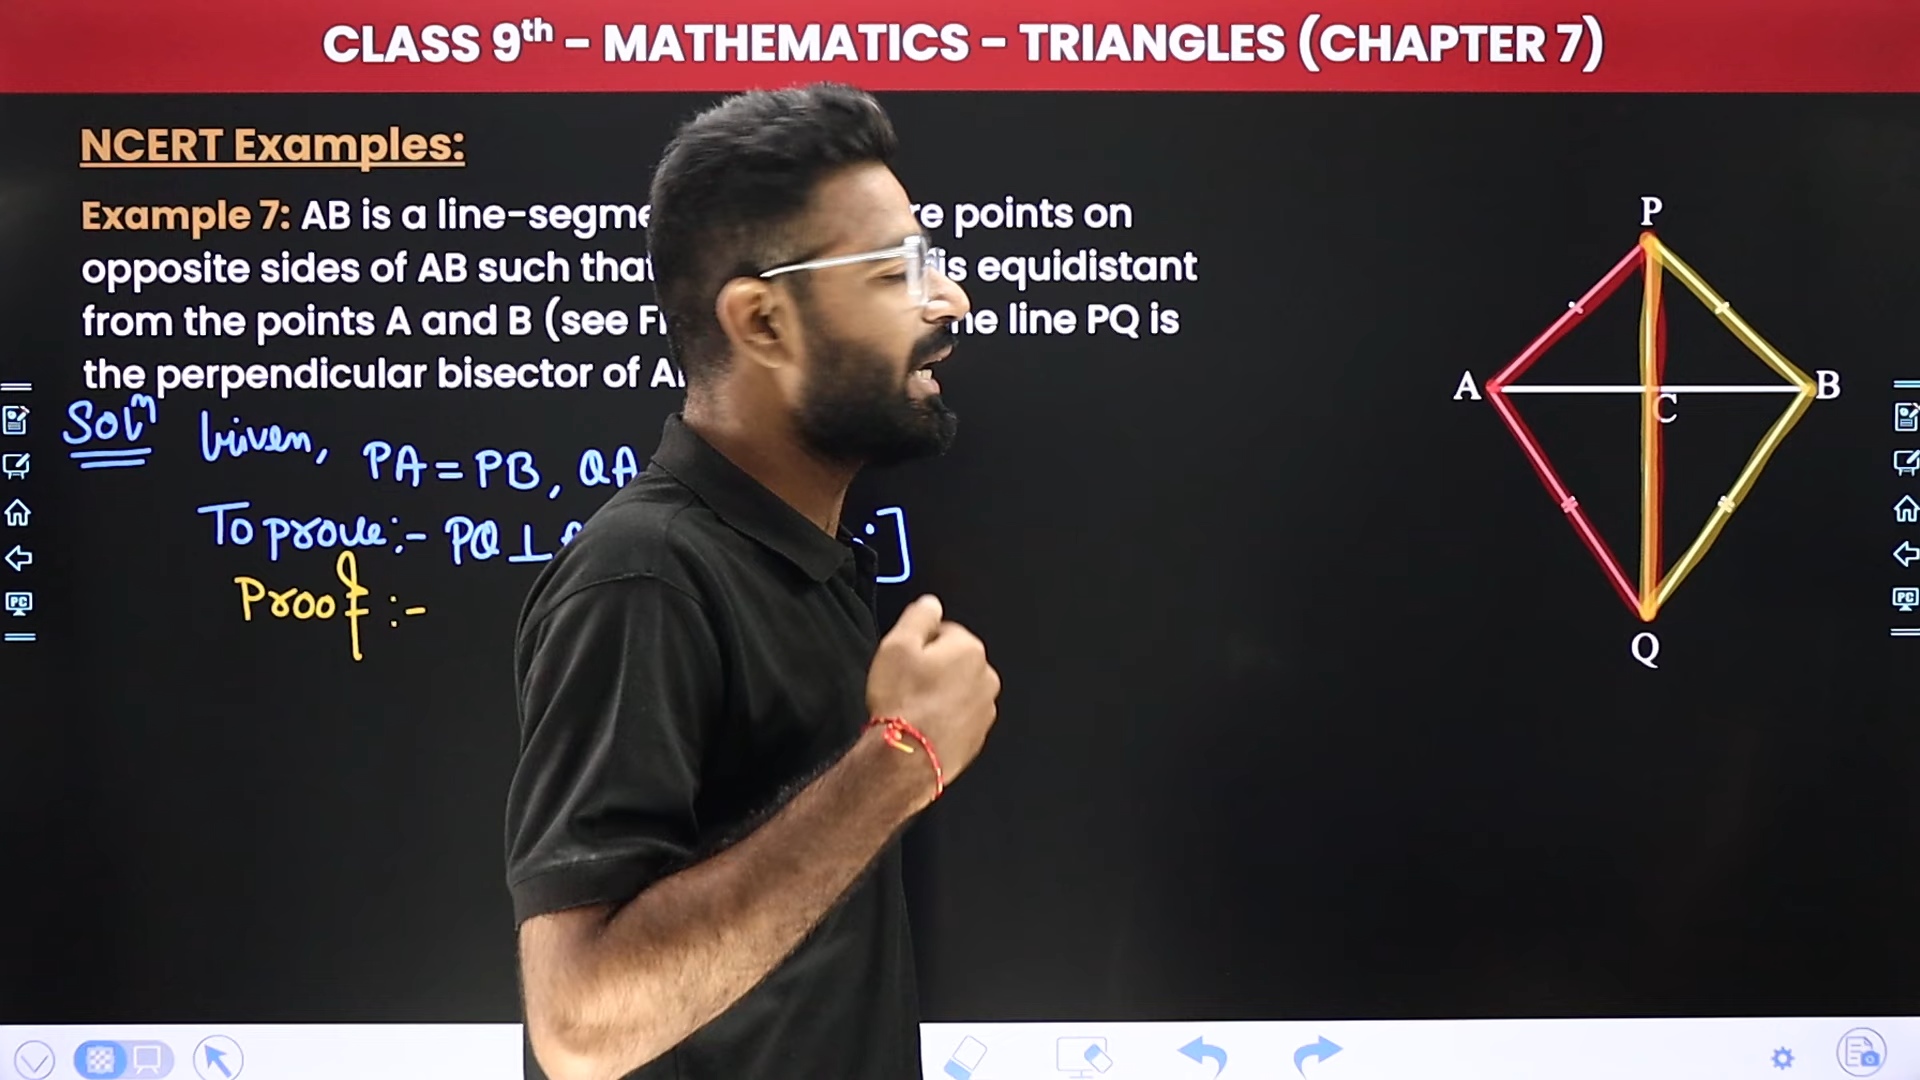 CLASS 9th - MATHEMATICS - TRIANGLES (CHAPTER 7)
NCERT Examples:
Example 7: AB is a line-segme re points on
opposite sides of AB such that is equidistant
from the points A and B (see line PQ is
the perpendicular bisector of
Solⁿ Given, PA = PB, QA
To prove:- PQ ⊥ ]
Proof :-
P
A
B
C
Q
PC
PC